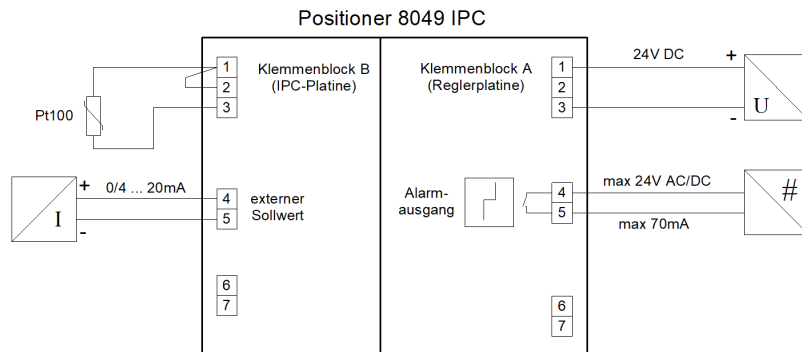 Positioner 8049 IPC
1
2
3
Klemmenblock B
(IPC-Platine)
Klemmenblock A
(Reglerplatine)
1
2
3
24V DC
+
U
-
Pt100
+
0/4 ... 20mA
I
-
4
5
externer
Sollwert
Alarm-
ausgang
4
5
max 24V AC/DC
#
max 70mA
6
7
6
7